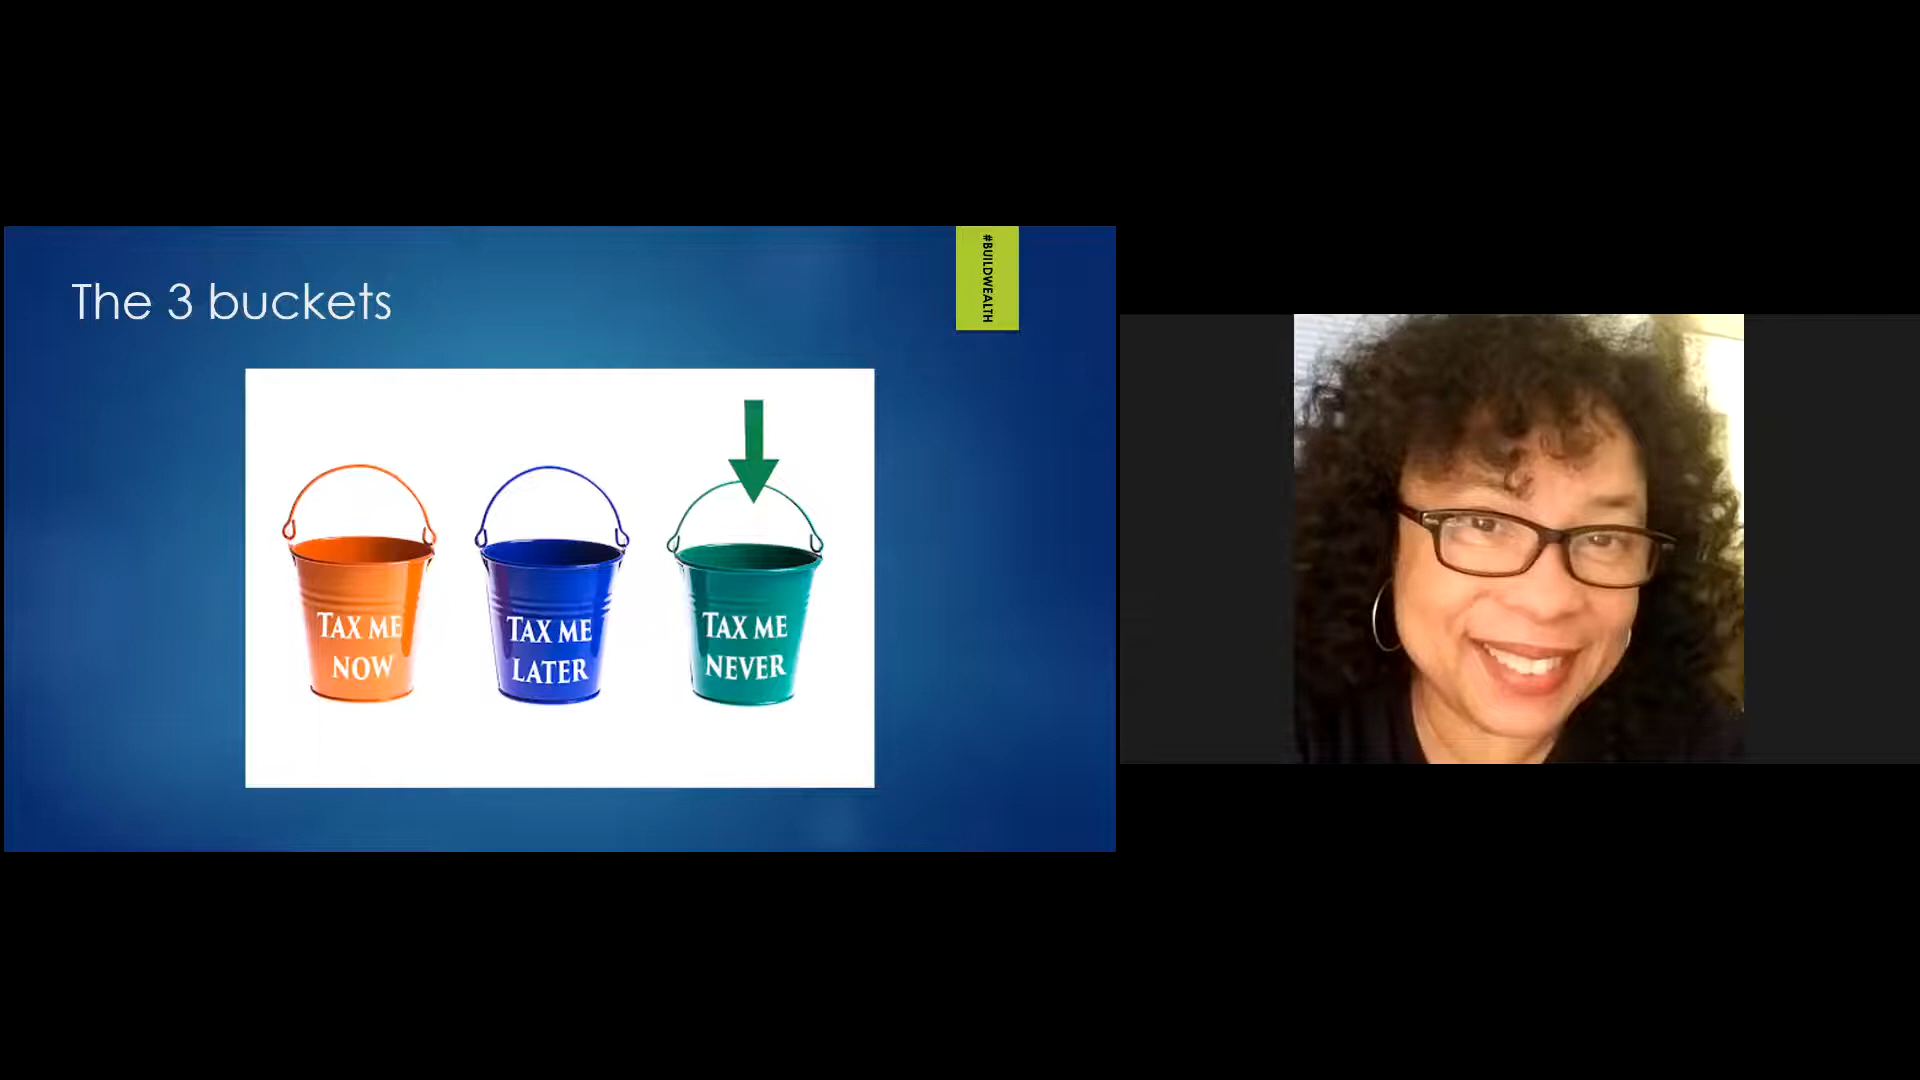 The 3 buckets
#BUILDWEALTH
TAX ME
NOW
TAX ME
LATER
TAX ME
NEVER